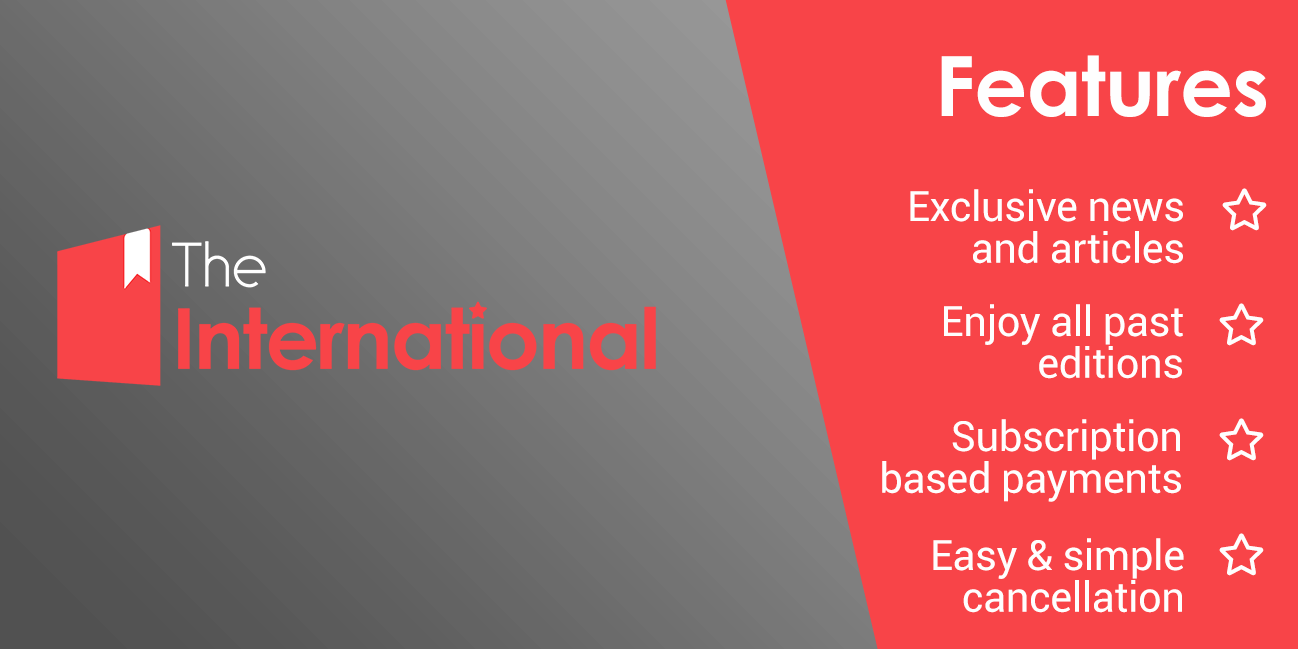 The
International
Features
Exclusive news
and articles
Enjoy all past
editions
Subscription
based payments
Easy & simple
cancellation